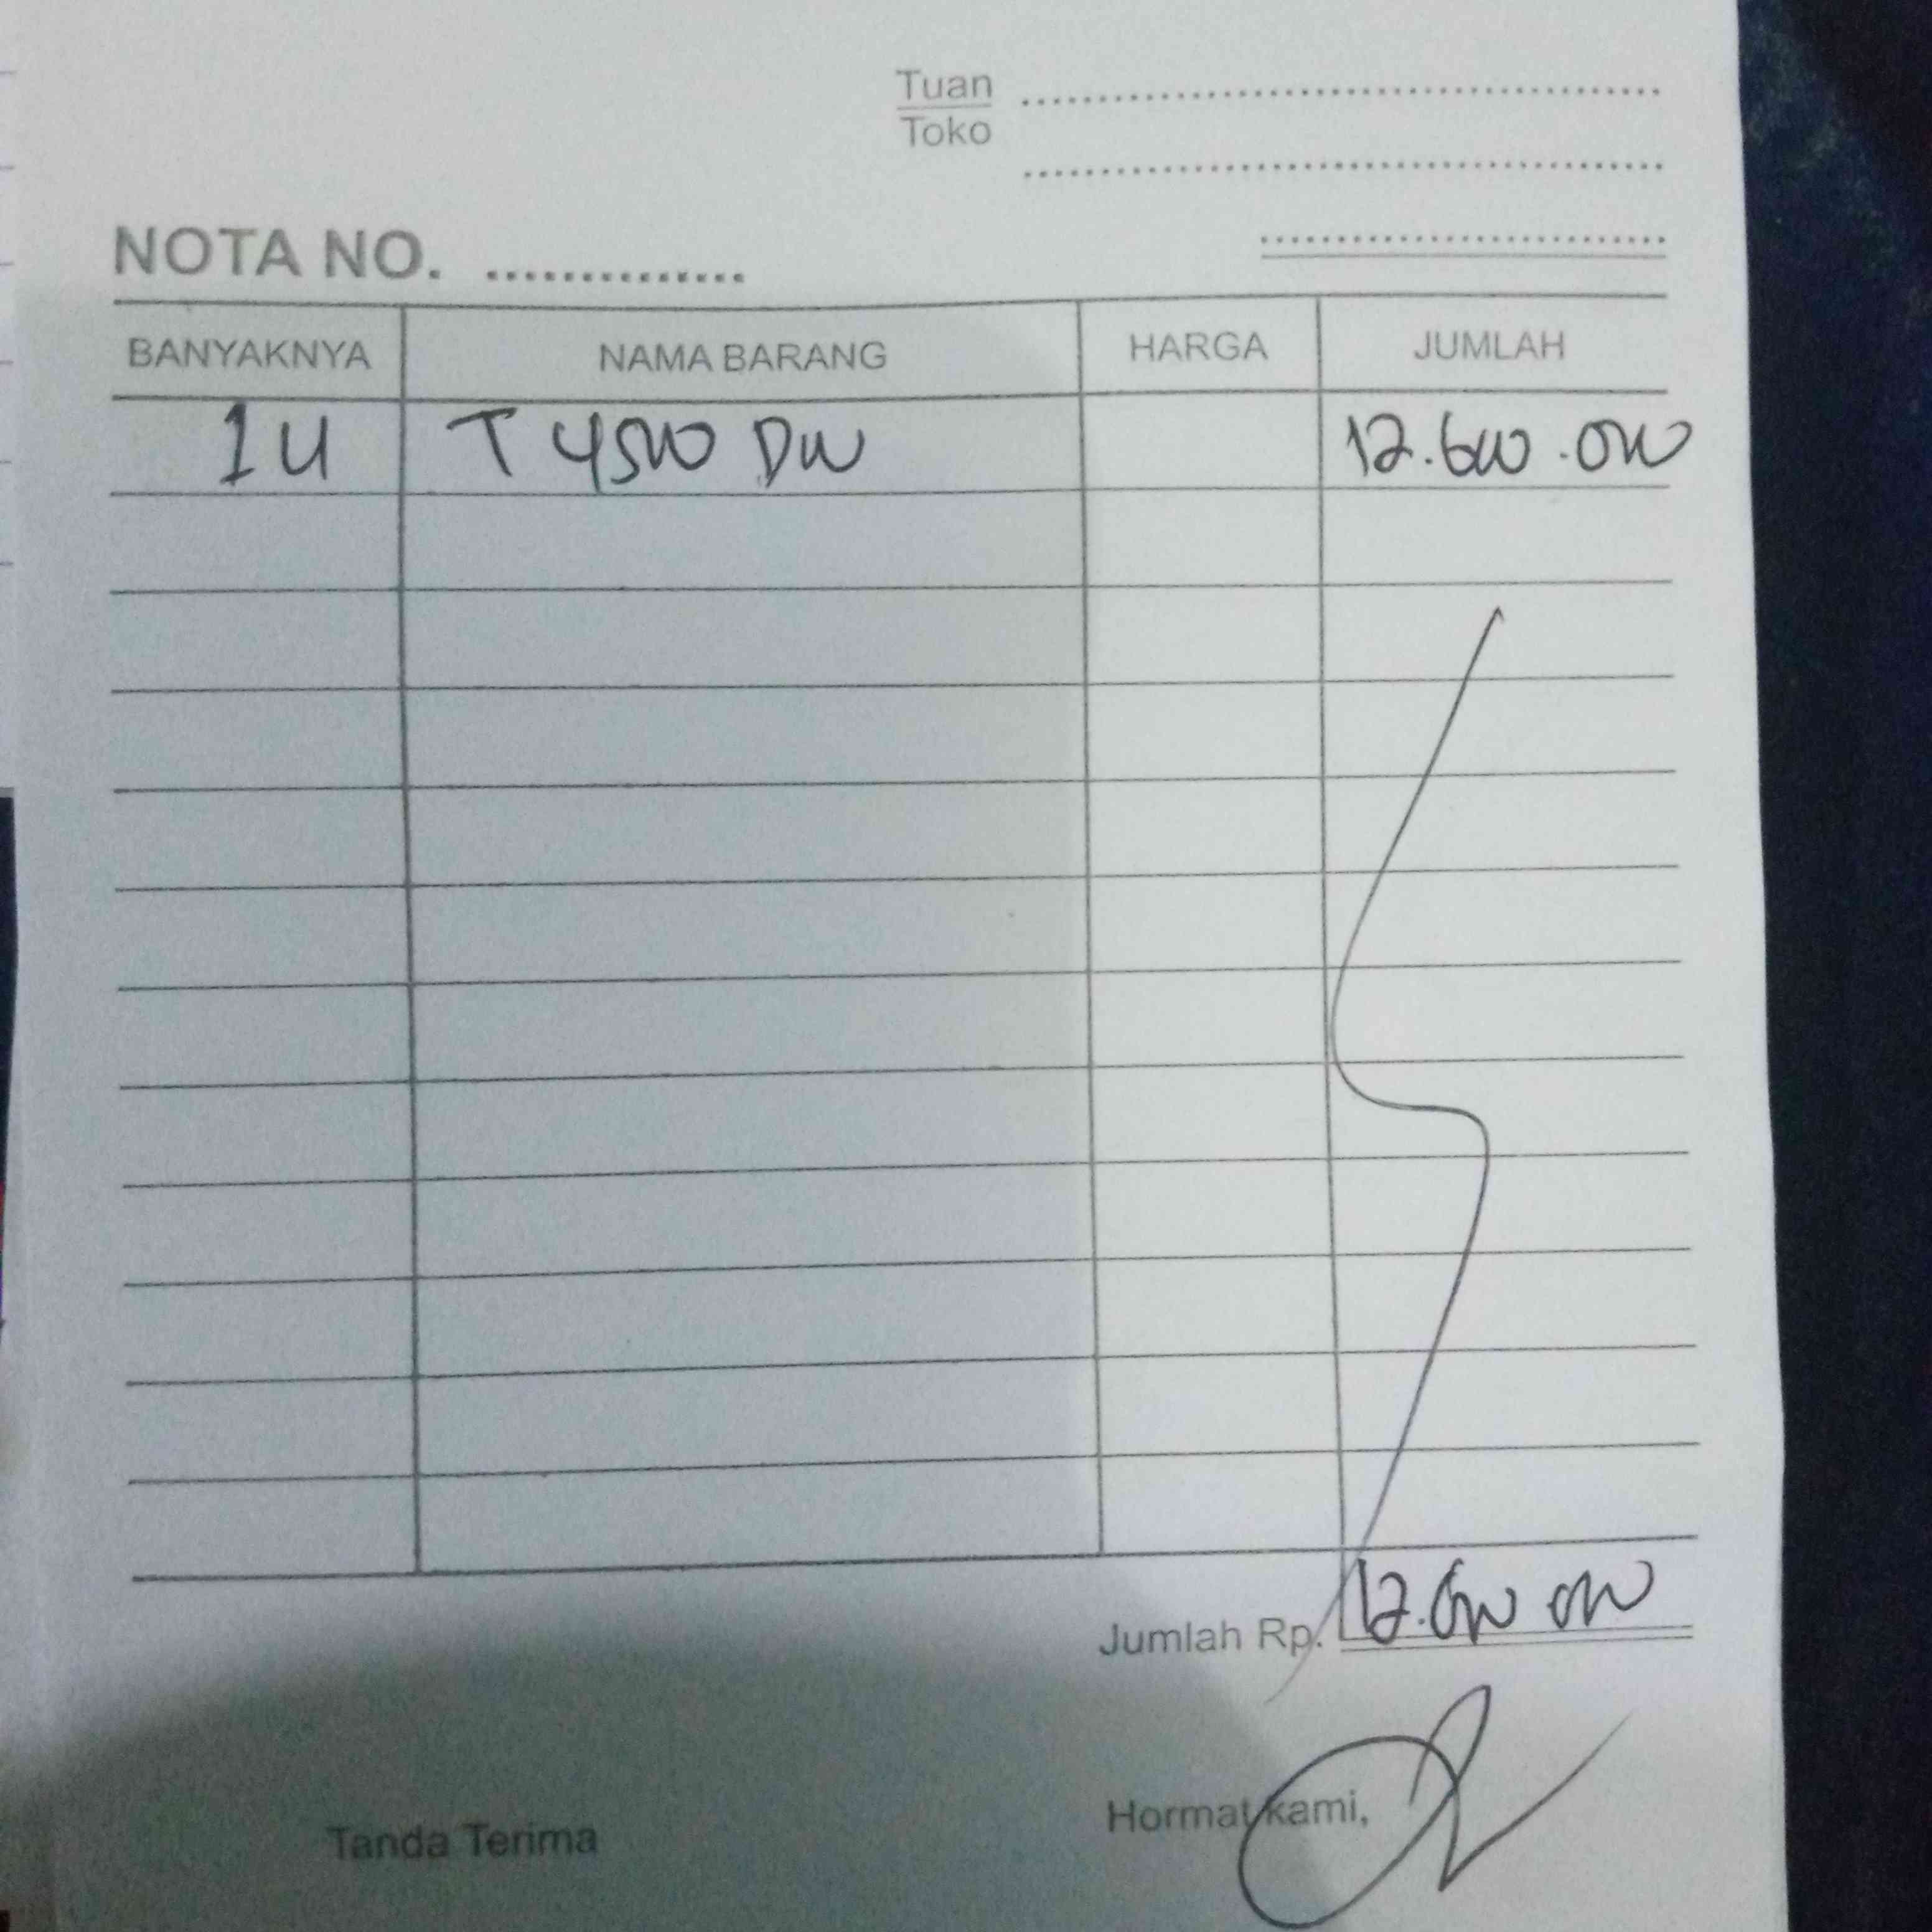 Tuan
Toko
NOTA NO. ..............
BANYAKNYA NAMA BARANG HARGA JUMLAH
1 U T 4500 DW 12.600.000
Jumlah Rp. 12.600 000
Tanda Terima Hormat kami,